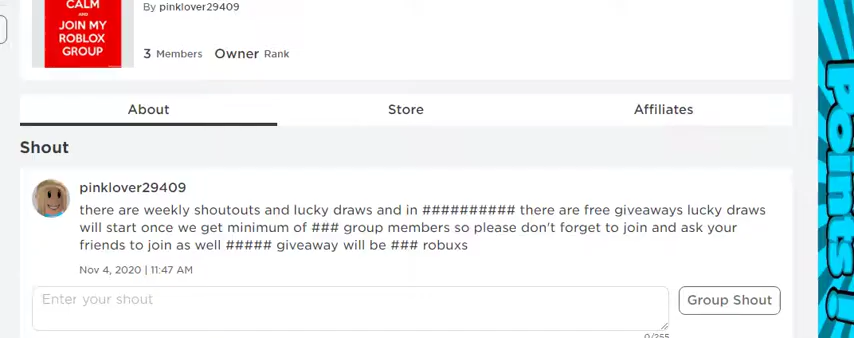 CALM
AND
JOIN MY
ROBLOX
GROUP
By pinklover29409
3 Members Owner Rank
About Store Affiliates
Shout
pinklover29409
there are weekly shoutouts and lucky draws and in ########## there are free giveaways lucky draws
will start once we get minimum of ### group members so please don't forget to join and ask your
friends to join as well ##### giveaway will be ### robuxs
Nov 4, 2020 | 11:47 AM
Enter your shout
Group Shout
0/255
Points!